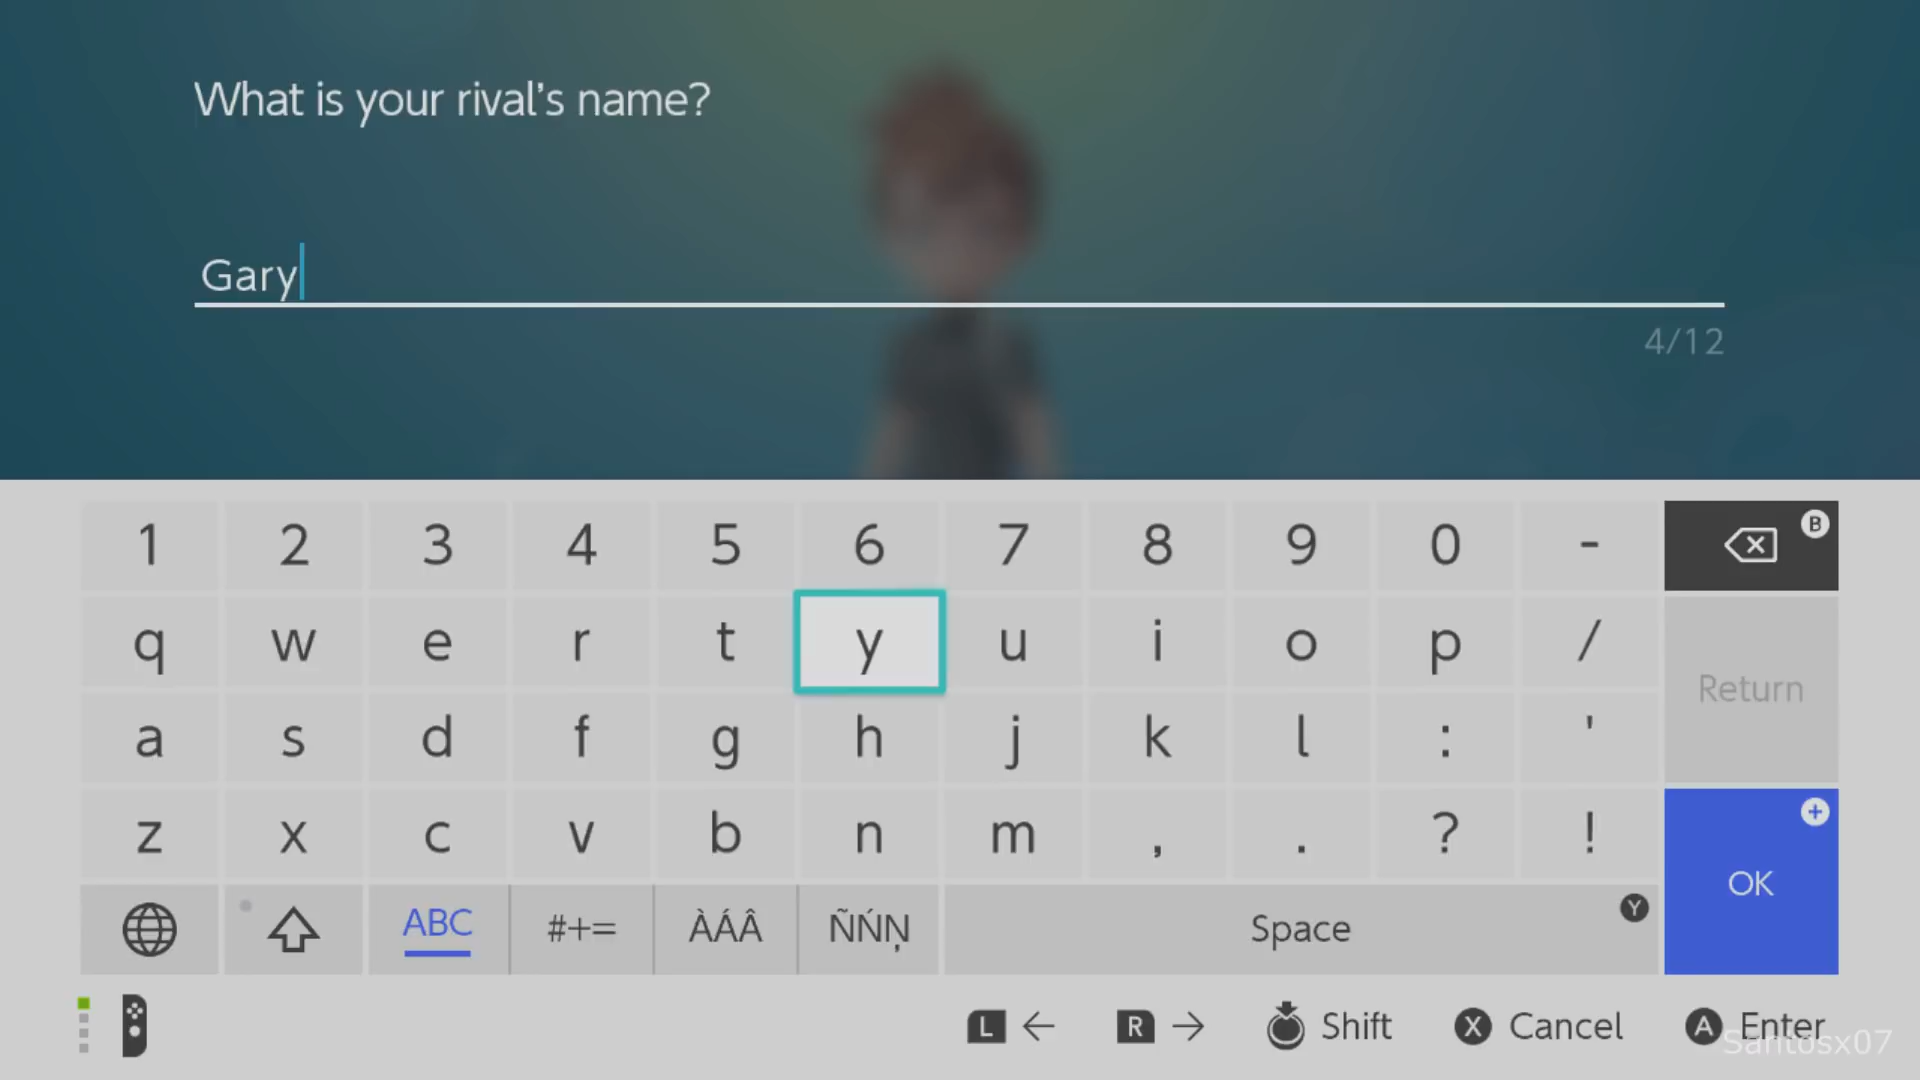 What is your rival's name?
Gary
4/12
1 2 3 4 5 6 7 8 9 0 - B
q w e r t y u i o p /
Return
a s d f g h j k l : '
z x c v b n m , . ? ! +
OK
ABC #+= ÀÁÂ ÑŃŅ Space Y
L ← R → Shift X Cancel A Enter
Santosx07